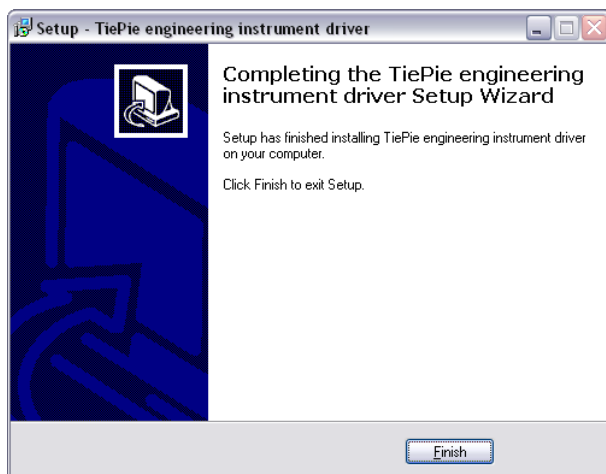 Setup - TiePie engineering instrument driver
Completing the TiePie engineering
instrument driver Setup Wizard
Setup has finished installing TiePie engineering instrument driver
on your computer.
Click Finish to exit Setup.
Finish